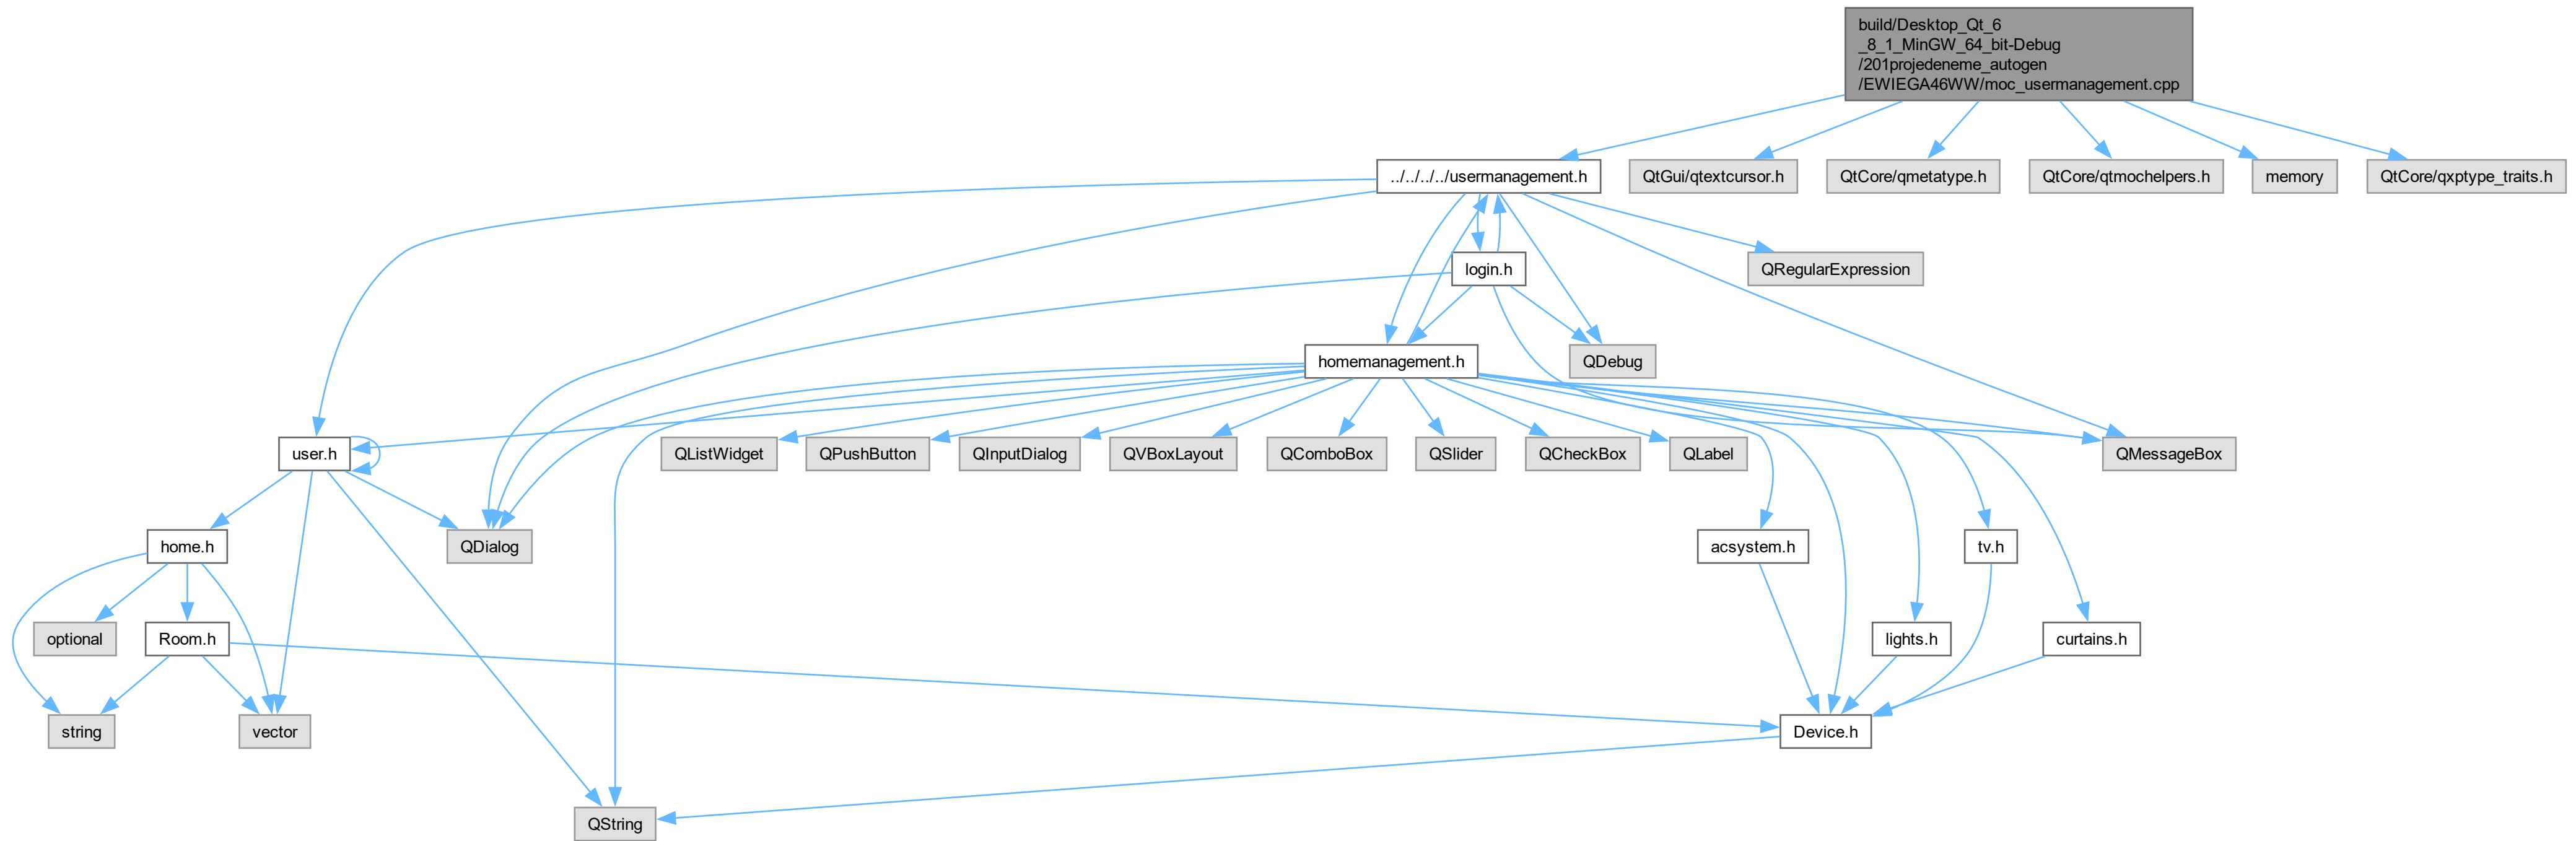 build/Desktop_Qt_6
_8_1_MinGW_64_bit-Debug
/201projedeneme_autogen
/EWIEGA46WW/moc_usermanagement.cpp
../../../../usermanagement.h
QtGui/qtextcursor.h
QtCore/qmetatype.h
QtCore/qtmochelpers.h
memory
QtCore/qxptype_traits.h
login.h
QRegularExpression
homemanagement.h
QDebug
user.h
QListWidget
QPushButton
QInputDialog
QVBoxLayout
QComboBox
QSlider
QCheckBox
QLabel
QMessageBox
home.h
QDialog
acsystem.h
tv.h
optional
Room.h
lights.h
curtains.h
string
vector
Device.h
QString